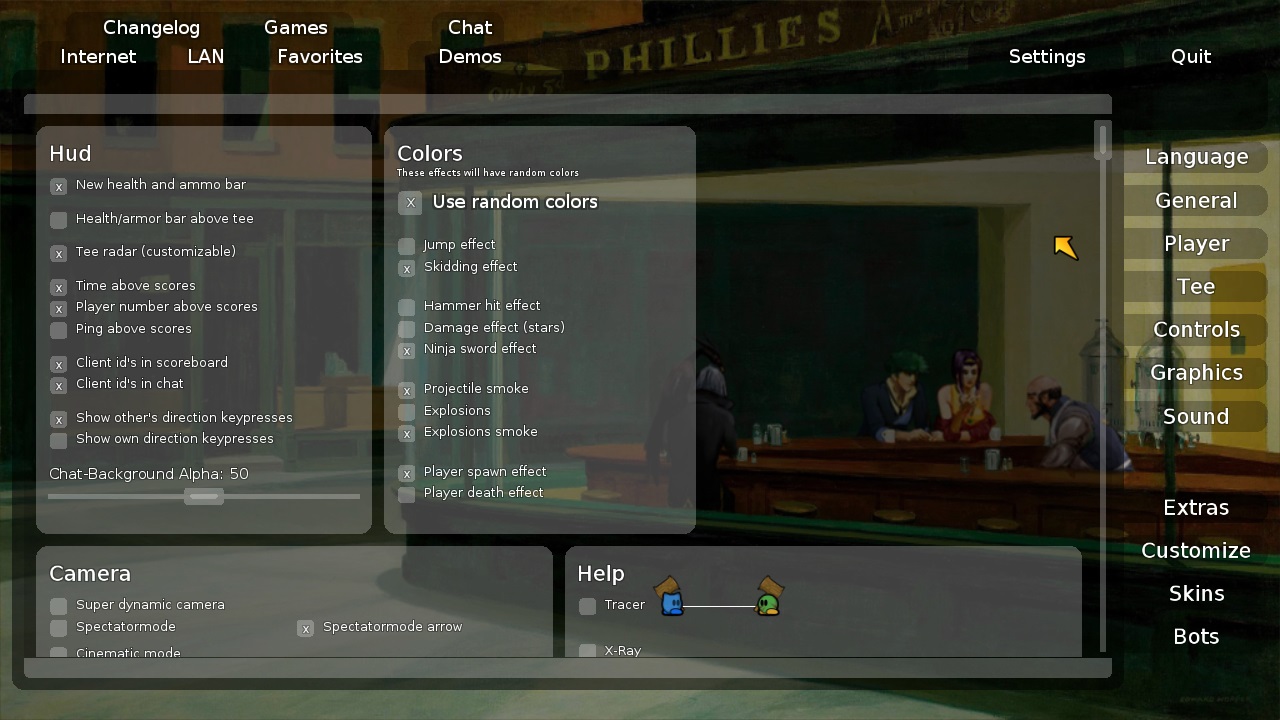 Changelog Games Chat
Internet LAN Favorites Demos Settings Quit
PHILLIES
Only 5¢
Hud
x New health and ammo bar
Health/armor bar above tee
x Tee radar (customizable)
x Time above scores
x Player number above scores
Ping above scores
x Client id's in scoreboard
x Client id's in chat
x Show other's direction keypresses
Show own direction keypresses
Chat-Background Alpha: 50
Colors
These effects will have random colors
X Use random colors
Jump effect
x Skidding effect
Hammer hit effect
Damage effect (stars)
x Ninja sword effect
x Projectile smoke
Explosions
x Explosions smoke
x Player spawn effect
Player death effect
Camera
Super dynamic camera
Spectatormode x Spectatormode arrow
Cinematic mode
Help
Tracer
X-Ray
Language
General
Player
Tee
Controls
Graphics
Sound
Extras
Customize
Skins
Bots